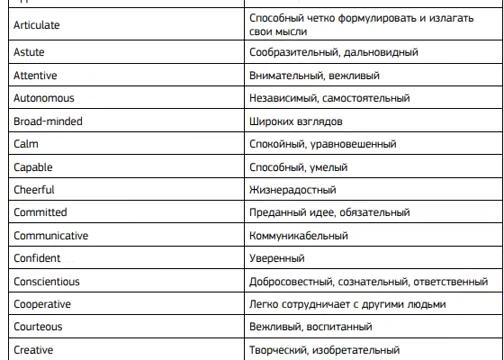 Articulate Способный четко формулировать и излагать
свои мысли
Astute Сообразительный, дальновидный
Attentive Внимательный, вежливый
Autonomous Независимый, самостоятельный
Broad-minded Широких взглядов
Calm Спокойный, уравновешенный
Capable Способный, умелый
Cheerful Жизнерадостный
Committed Преданный идее, обязательный
Communicative Коммуникабельный
Confident Уверенный
Conscientious Добросовестный, сознательный, ответственный
Cooperative Легко сотрудничает с другими людьми
Courteous Вежливый, воспитанный
Creative Творческий, изобретательный